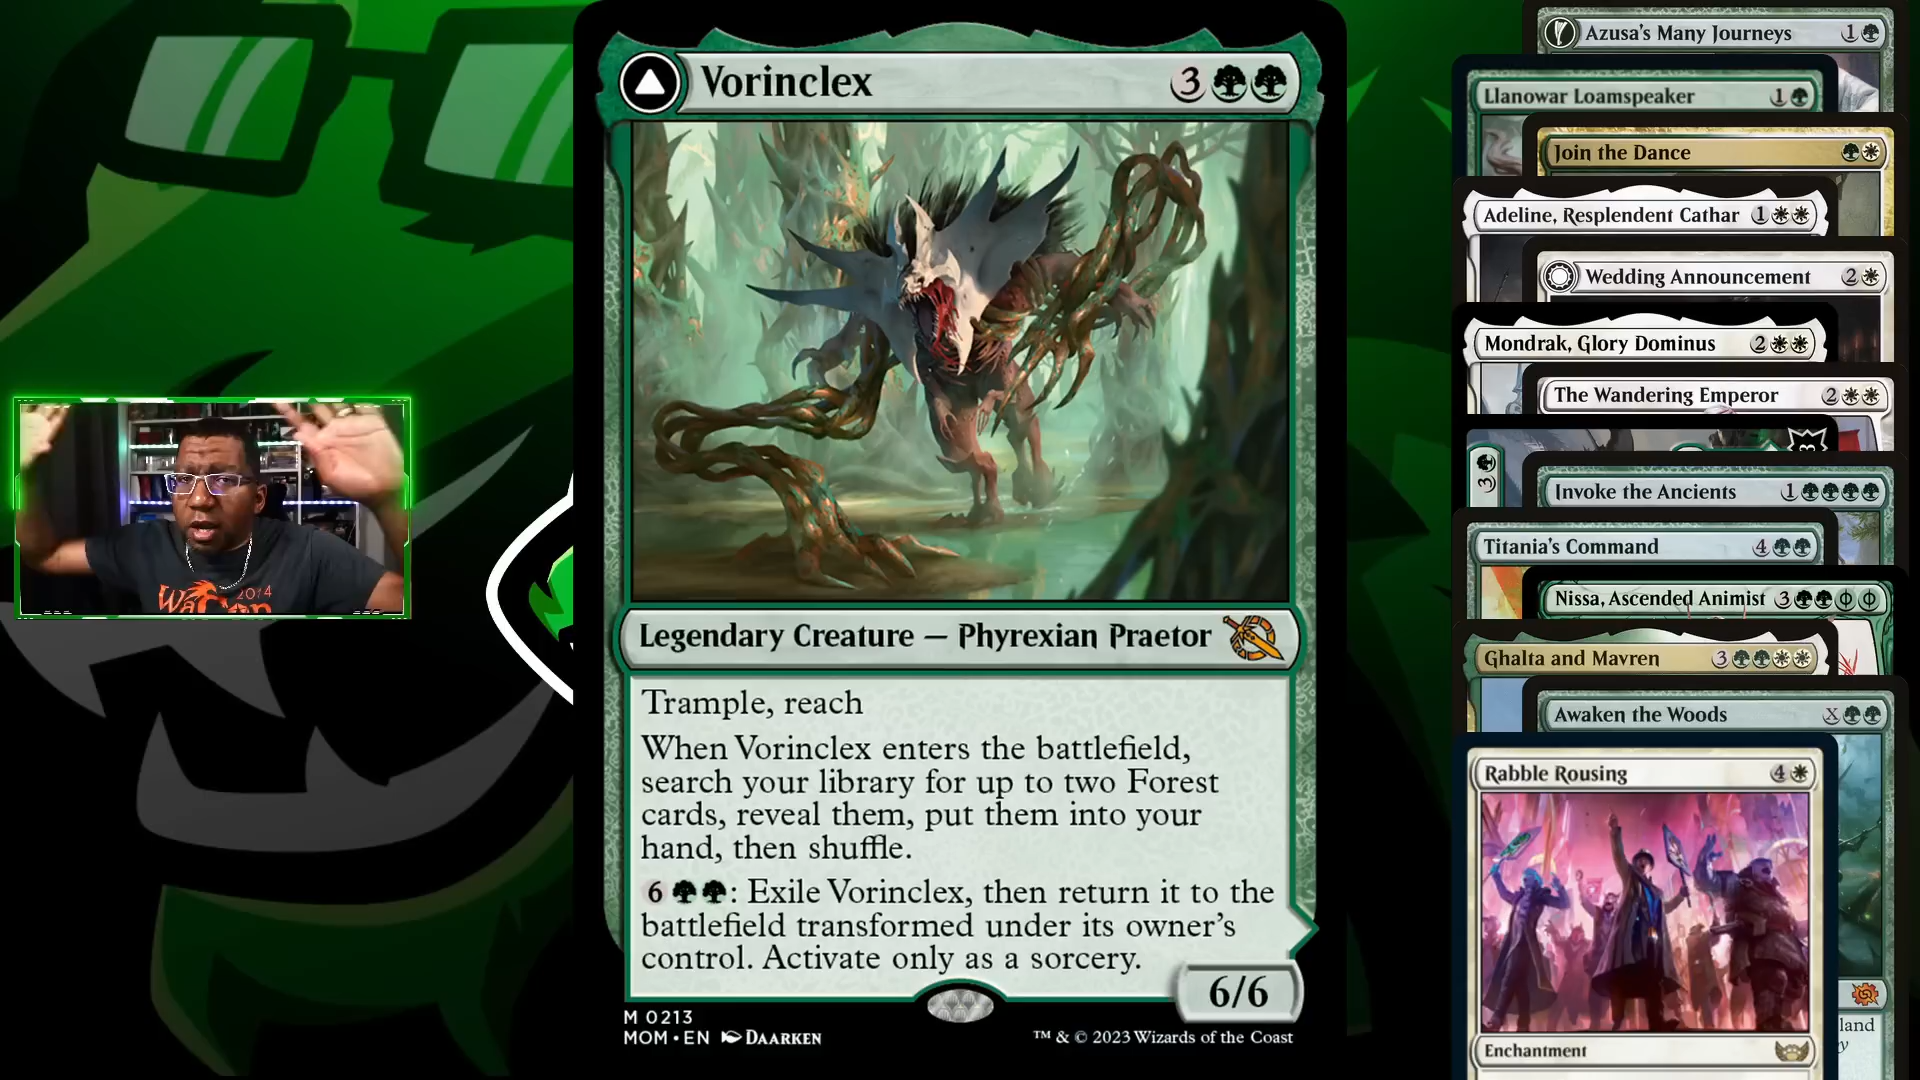 Vorinclex 3
Legendary Creature — Phyrexian Praetor
Trample, reach
When Vorinclex enters the battlefield,
search your library for up to two Forest
cards, reveal them, put them into your
hand, then shuffle.
6 : Exile Vorinclex, then return it to the
battlefield transformed under its owner's
control. Activate only as a sorcery.
6/6
M 0213
MOM • EN DAARKEN
™ & © 2023 Wizards of the Coast
2014
WaCCon
Azusa's Many Journeys 1
Llanowar Loamspeaker 1
Join the Dance
Adeline, Resplendent Cathar 1
Wedding Announcement 2
Mondrak, Glory Dominus 2
The Wandering Emperor 2
3
Invoke the Ancients 1
Titania's Command 4
Nissa, Ascended Animist 3
Ghalta and Mavren 3
Awaken the Woods X
Rabble Rousing 4
Enchantment
land